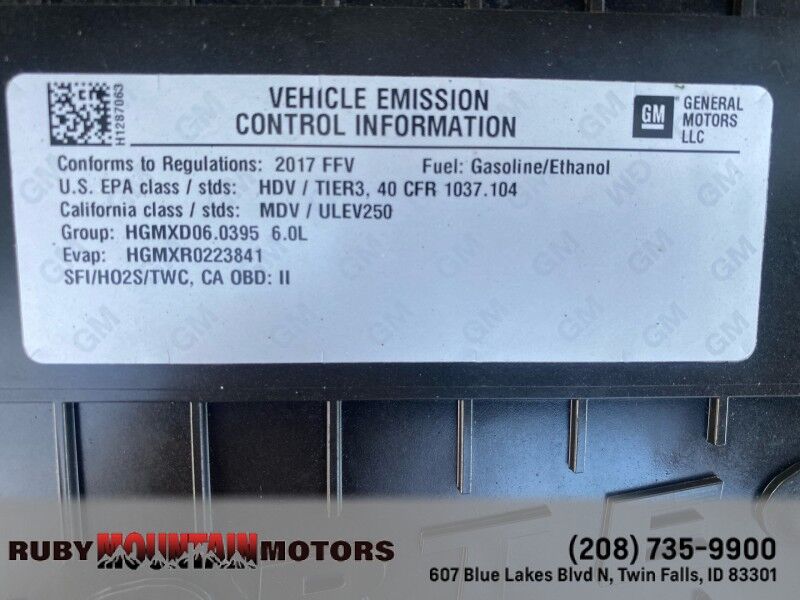 H1287063
VEHICLE EMISSION
CONTROL INFORMATION
GM
GENERAL
MOTORS
LLC
Conforms to Regulations: 2017 FFV Fuel: Gasoline/Ethanol
U.S. EPA class / stds: HDV / TIER3, 40 CFR 1037.104
California class / stds: MDV / ULEV250
Group: HGMXD06.0395 6.0L
Evap: HGMXR0223841
SFI/HO2S/TWC, CA OBD: II
RUBY MOUNTAIN MOTORS
(208) 735-9900
607 Blue Lakes Blvd N, Twin Falls, ID 83301